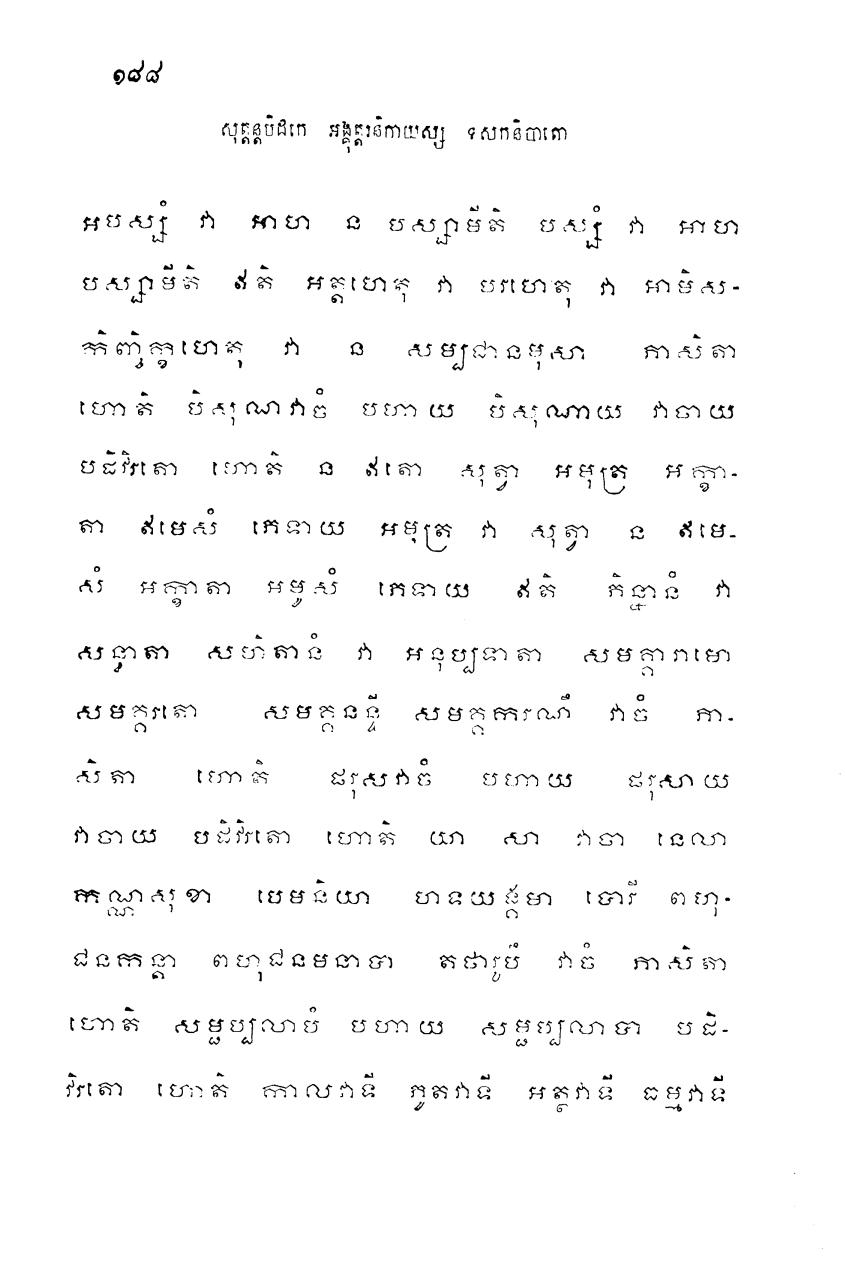 ១៨៨
សុត្តន្តបិដកេ អង្គុត្តរនិកាយស្ស ទសកនិបាតោ
អបស្សំ វា អាហ ន បស្សាមីតិ បស្សំ វា អាហ
បស្សាមីតិ ឥតិ អត្តហេតុ វា បរហេតុ វា អាមិស-
កិញ្ចិក្ខហេតុ វា ន សម្បជានមុសា ភាសិតា
ហោតិ បិសុណវាចំ បហាយ បិសុណាយ វាចាយ
បដិវិរតោ ហោតិ ន ឥតោ សុត្វា អមុត្រ អក្ខា-
តា ឥមេសំ ភេទាយ អមុត្រ វា សុត្វា ន ឥមេ-
សំ អក្ខាតា អមូសំ ភេទាយ ឥតិ ភិន្នានំ វា
សន្ធាតា សហិតានំ វា អនុប្បទាតា សមគ្គារាមោ
សមគ្គរតោ សមគ្គនន្ទី សមគ្គករណឹ វាចំ ភា-
សិតា ហោតិ ផរុសវាចំ បហាយ ផរុសាយ
វាចាយ បដិវិរតោ ហោតិ យា សា វាចា នេលា
កណ្ណសុខា បេមនិយា ហទយង្គមា បោរី ពហុ-
ជនកន្តា ពហុជនមនាបា តថារូបំ វាចំ ភាសិតា
ហោតិ សម្ផប្បលាបំ បហាយ សម្ផប្បលាបា បដិ-
វិរតោ ហោតិ កាលវាទី ភូតវាទី អត្ថវាទី ធម្មវាទី